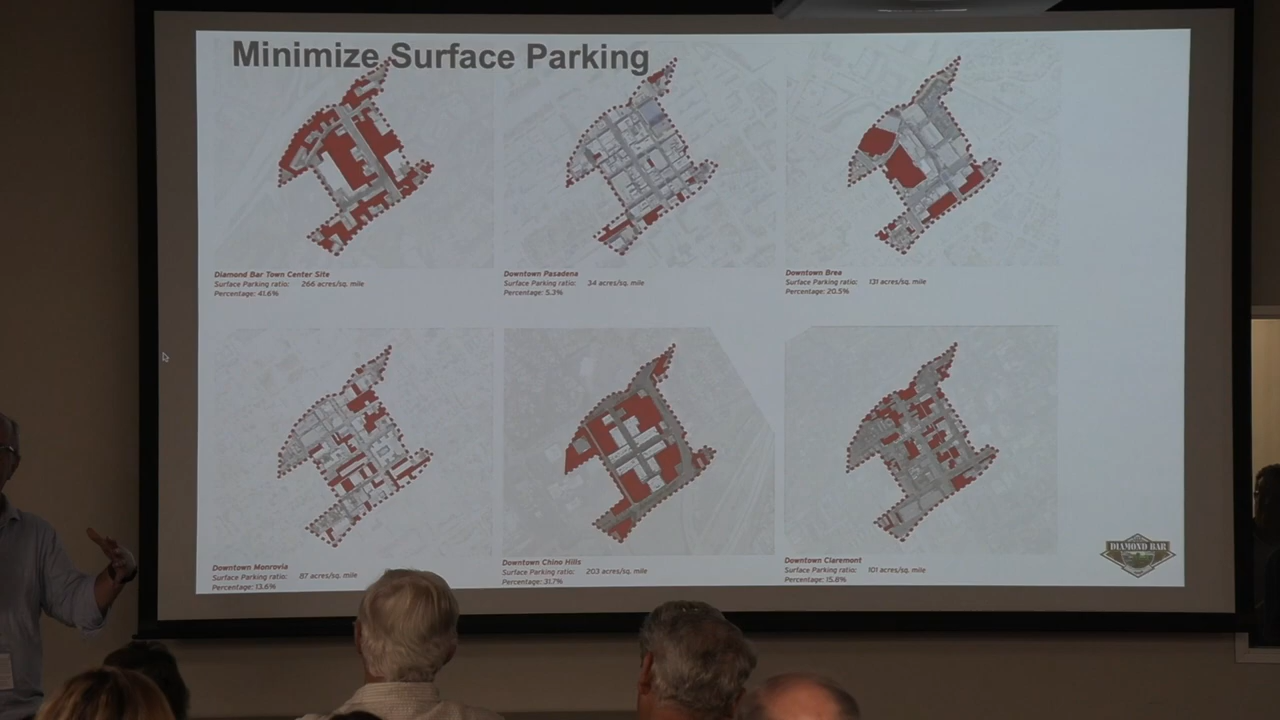 Minimize Surface Parking
Diamond Bar Town Center Site
Surface Parking ratio: 266 acres/sq. mile
Percentage: 41.6%
Downtown Pasadena
Surface Parking ratio: 34 acres/sq. mile
Percentage: 5.3%
Downtown Brea
Surface Parking ratio: 131 acres/sq. mile
Percentage: 20.5%
Downtown Monrovia
Surface Parking ratio: 87 acres/sq. mile
Percentage: 13.6%
Downtown Chino Hills
Surface Parking ratio: 203 acres/sq. mile
Percentage: 31.7%
Downtown Claremont
Surface Parking ratio: 101 acres/sq. mile
Percentage: 15.8%
DIAMOND BAR